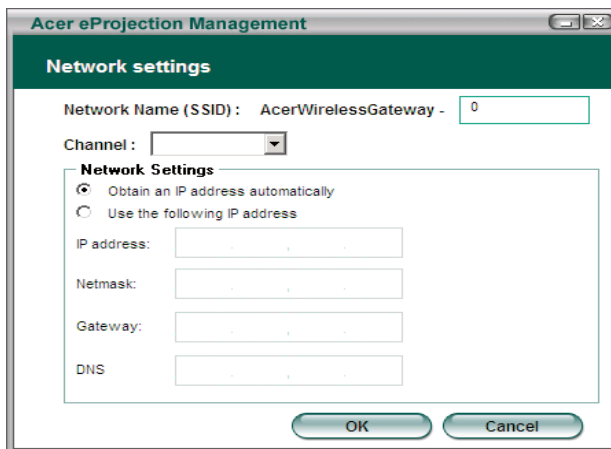 Acer eProjection Management
Network settings
Network Name (SSID) : AcerWirelessGateway - 0
Channel :
Network Settings
Obtain an IP address automatically
Use the following IP address
IP address:
Netmask:
Gateway:
DNS
OK Cancel